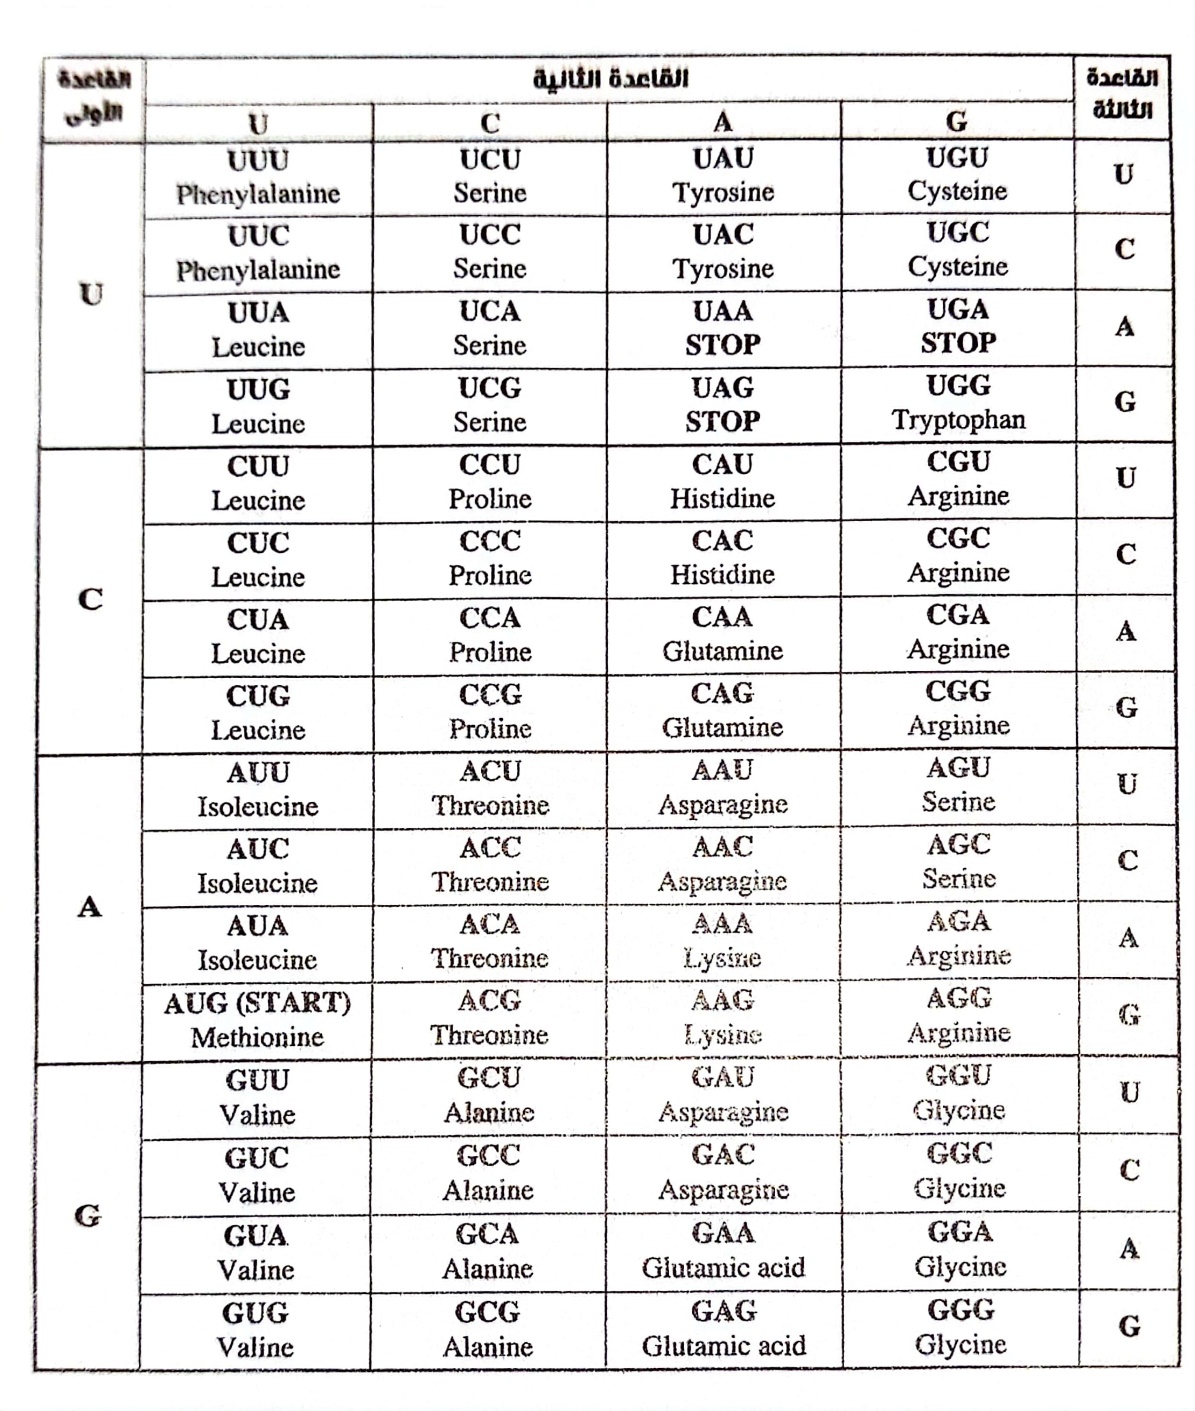 القاعدة الأولى القاعدة الثانية القاعدة الثالثة
U C A G
U
UUU UCU UAU UGU U
Phenylalanine Serine Tyrosine Cysteine
UUC UCC UAC UGC C
Phenylalanine Serine Tyrosine Cysteine
UUA UCA UAA UGA A
Leucine Serine STOP STOP
UUG UCG UAG UGG G
Leucine Serine STOP Tryptophan
C
CUU CCU CAU CGU U
Leucine Proline Histidine Arginine
CUC CCC CAC CGC C
Leucine Proline Histidine Arginine
CUA CCA CAA CGA A
Leucine Proline Glutamine Arginine
CUG CCG CAG CGG G
Leucine Proline Glutamine Arginine
A
AUU ACU AAU AGU U
Isoleucine Threonine Asparagine Serine
AUC ACC AAC AGC C
Isoleucine Threonine Asparagine Serine
AUA ACA AAA AGA A
Isoleucine Threonine Lysine Arginine
AUG (START) ACG AAG AGG G
Methionine Threonine Lysine Arginine
G
GUU GCU GAU GGU U
Valine Alanine Asparagine Glycine
GUC GCC GAC GGC C
Valine Alanine Asparagine Glycine
GUA GCA GAA GGA A
Valine Alanine Glutamic acid Glycine
GUG GCG GAG GGG G
Valine Alanine Glutamic acid Glycine